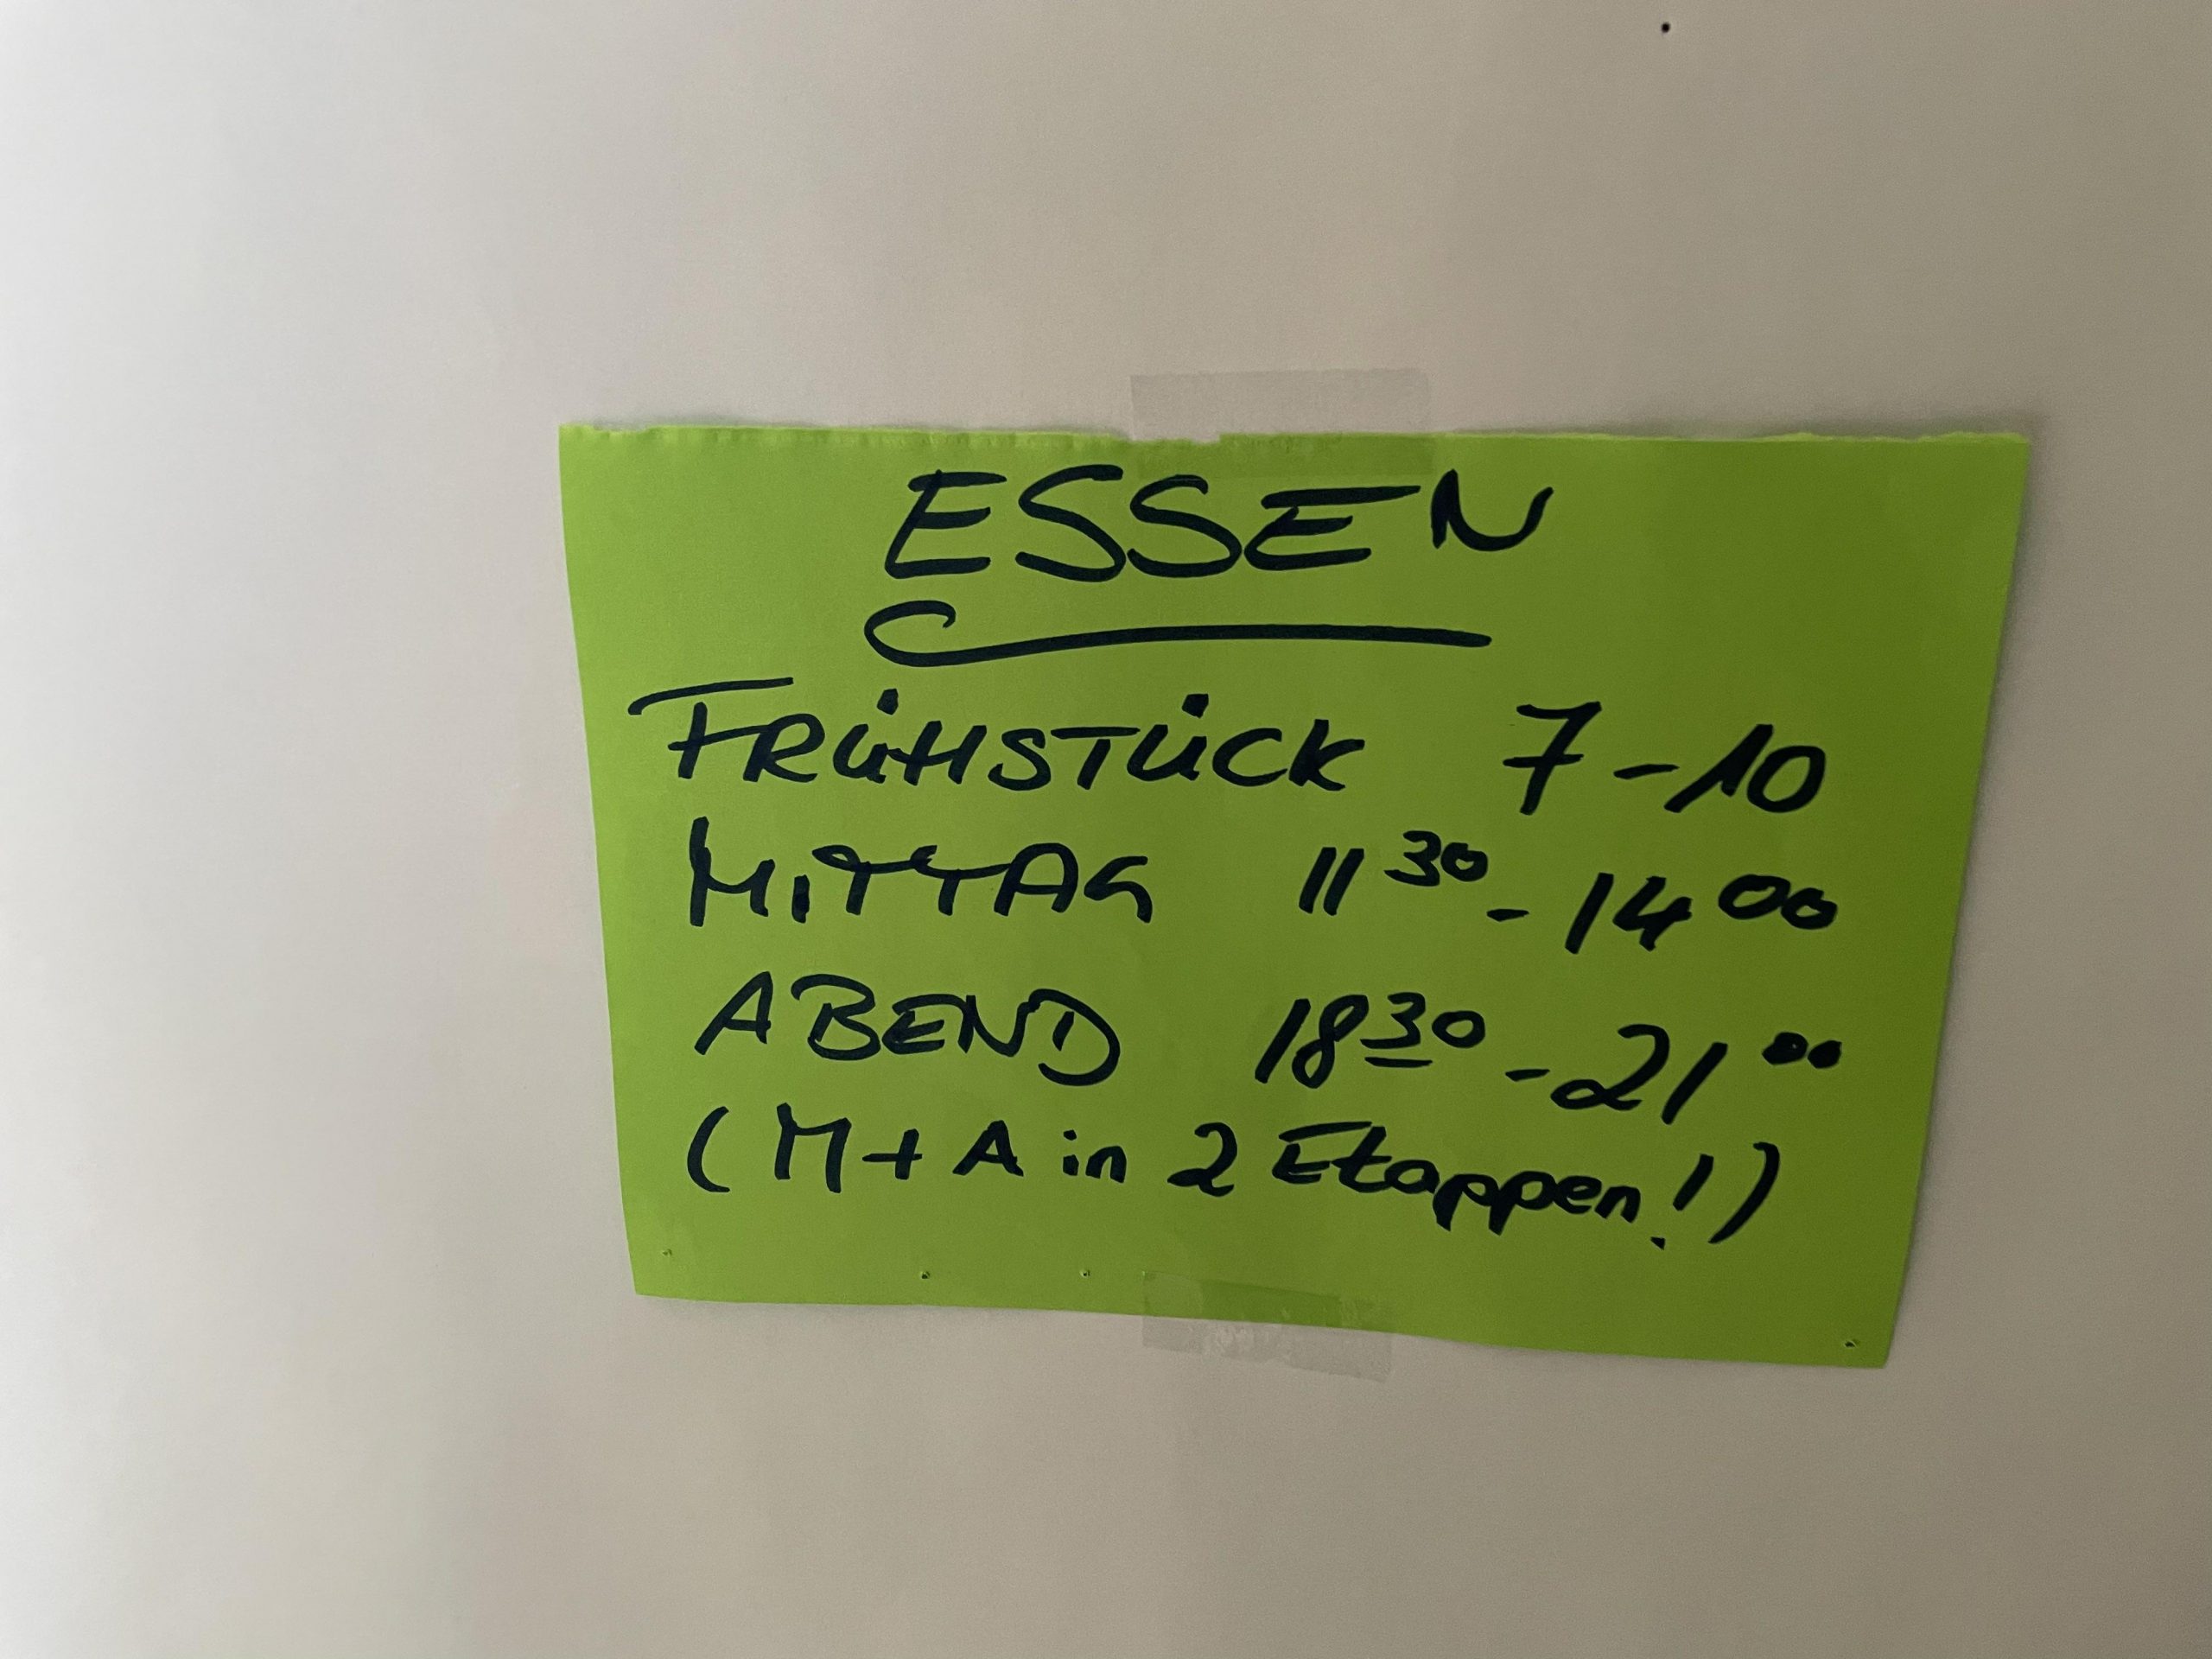 ESSEN
FRÜHSTÜCK 7-10
MITTAG 11³⁰-14⁰⁰
ABEND 18³⁰-21⁰⁰
(M+A in 2 Etappen!)